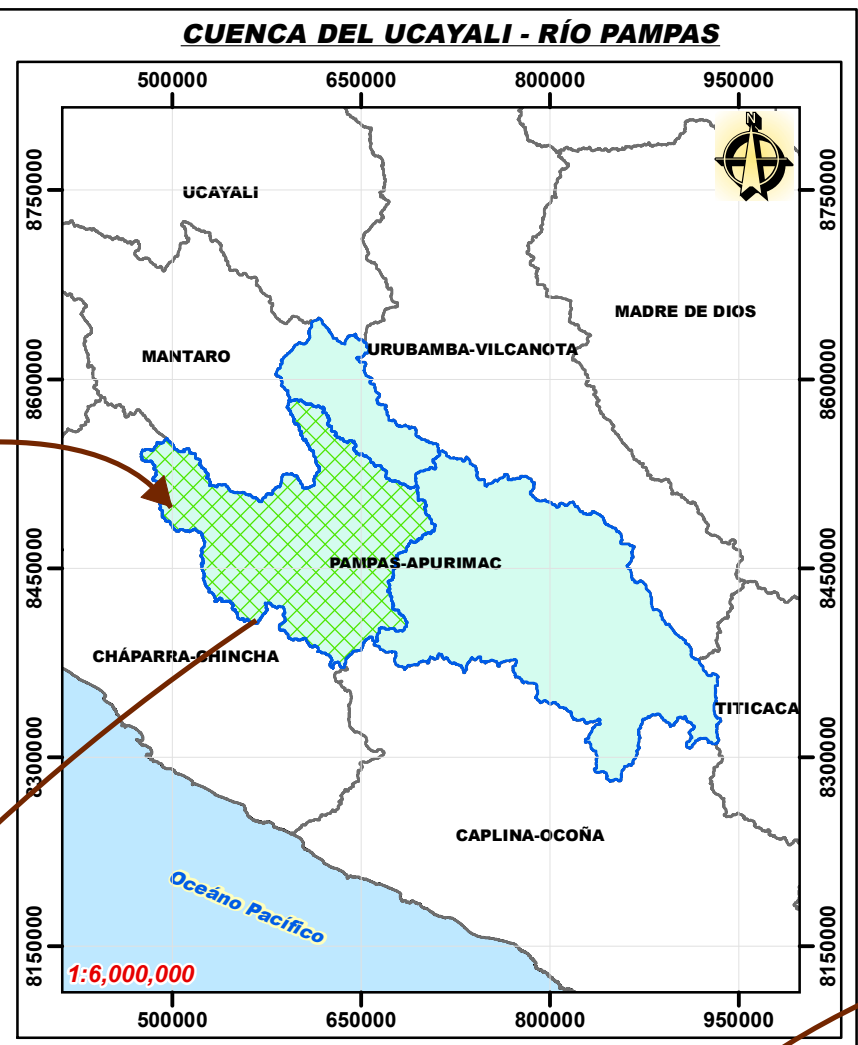 CUENCA DEL UCAYALI - RÍO PAMPAS
500000 650000 800000 950000
N
8750000 8750000
UCAYALI
MADRE DE DIOS
MANTARO
URUBAMBA-VILCANOTA
8600000 8600000
PAMPAS-APURIMAC
8450000 8450000
CHÁPARRA-CHINCHA
TITICACA
8300000 8300000
CAPLINA-OCOÑA
Oceáno Pacífico
8150000 8150000
1:6,000,000
500000 650000 800000 950000